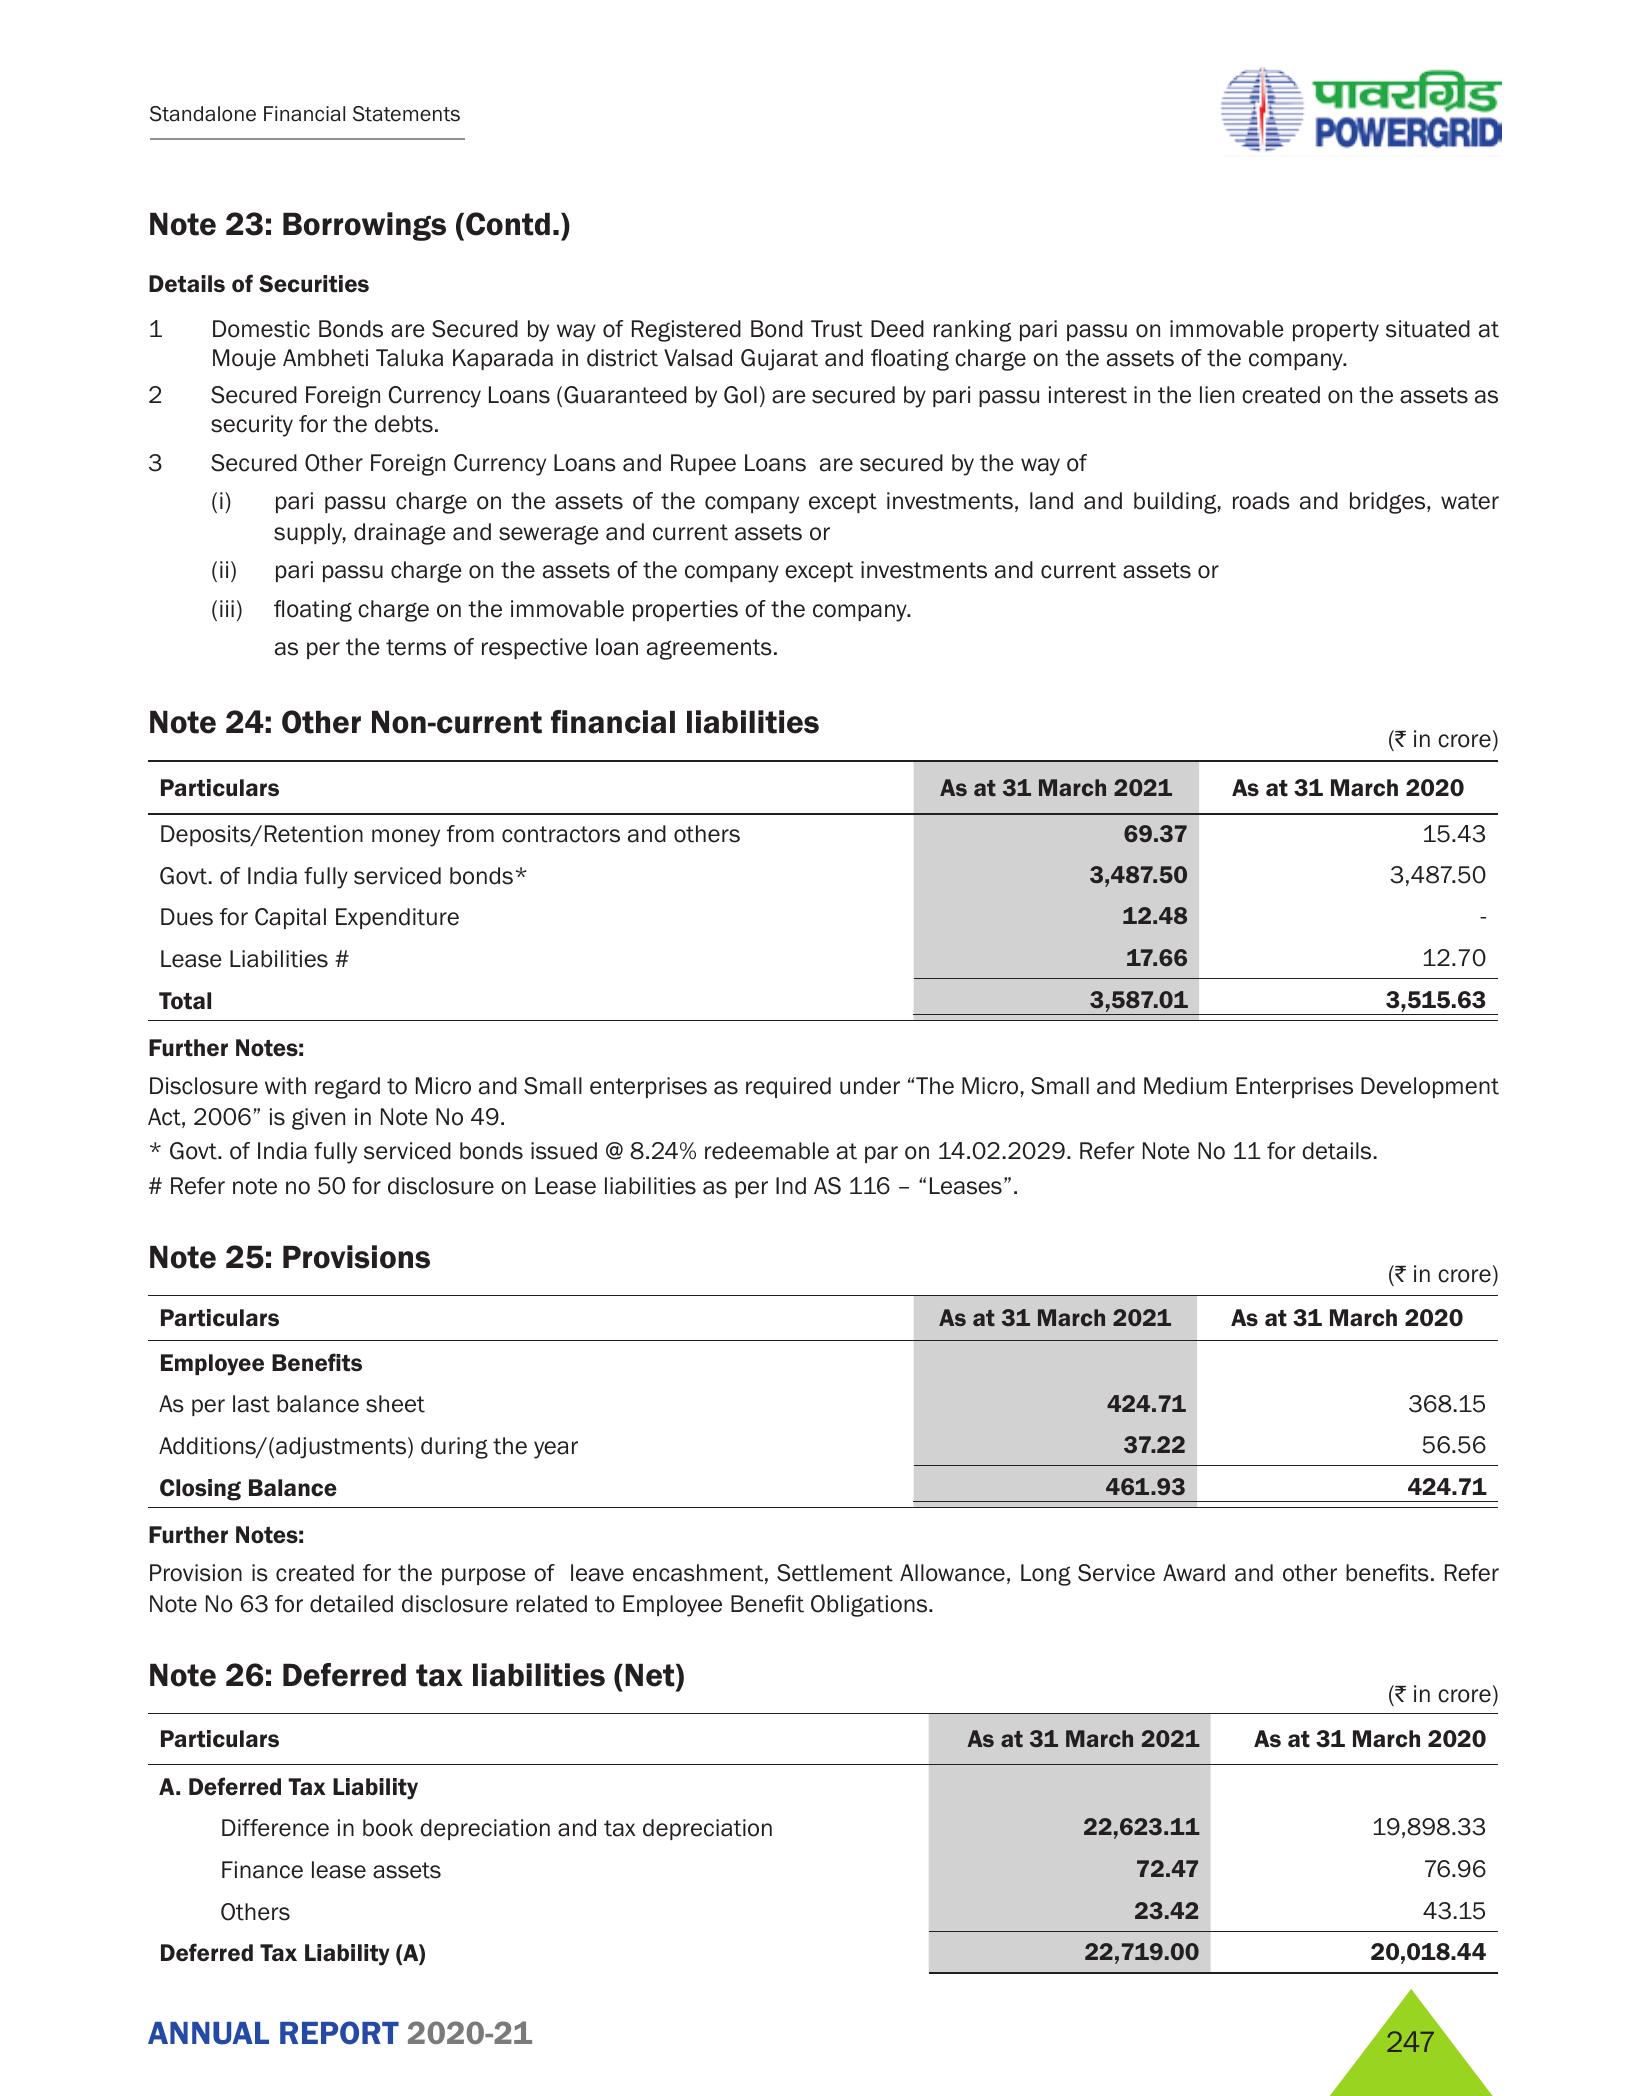 Standalone Financial Statements
पावरग्रिड
POWERGRID
Note 23: Borrowings (Contd.)
Details of Securities
1 Domestic Bonds are Secured by way of Registered Bond Trust Deed ranking pari passu on immovable property situated at
Mouje Ambheti Taluka Kaparada in district Valsad Gujarat and floating charge on the assets of the company.
2 Secured Foreign Currency Loans (Guaranteed by GoI) are secured by pari passu interest in the lien created on the assets as
security for the debts.
3 Secured Other Foreign Currency Loans and Rupee Loans are secured by the way of
(i) pari passu charge on the assets of the company except investments, land and building, roads and bridges, water
supply, drainage and sewerage and current assets or
(ii) pari passu charge on the assets of the company except investments and current assets or
(iii) floating charge on the immovable properties of the company.
as per the terms of respective loan agreements.
Note 24: Other Non-current financial liabilities
(₹ in crore)
Particulars As at 31 March 2021 As at 31 March 2020
Deposits/Retention money from contractors and others 69.37 15.43
Govt. of India fully serviced bonds* 3,487.50 3,487.50
Dues for Capital Expenditure 12.48 -
Lease Liabilities # 17.66 12.70
Total 3,587.01 3,515.63
Further Notes:
Disclosure with regard to Micro and Small enterprises as required under “The Micro, Small and Medium Enterprises Development
Act, 2006” is given in Note No 49.
* Govt. of India fully serviced bonds issued @ 8.24% redeemable at par on 14.02.2029. Refer Note No 11 for details.
# Refer note no 50 for disclosure on Lease liabilities as per Ind AS 116 – “Leases”.
Note 25: Provisions
(₹ in crore)
Particulars As at 31 March 2021 As at 31 March 2020
Employee Benefits
As per last balance sheet 424.71 368.15
Additions/(adjustments) during the year 37.22 56.56
Closing Balance 461.93 424.71
Further Notes:
Provision is created for the purpose of leave encashment, Settlement Allowance, Long Service Award and other benefits. Refer
Note No 63 for detailed disclosure related to Employee Benefit Obligations.
Note 26: Deferred tax liabilities (Net)
(₹ in crore)
Particulars As at 31 March 2021 As at 31 March 2020
A. Deferred Tax Liability
Difference in book depreciation and tax depreciation 22,623.11 19,898.33
Finance lease assets 72.47 76.96
Others 23.42 43.15
Deferred Tax Liability (A) 22,719.00 20,018.44
ANNUAL REPORT 2020-21
247